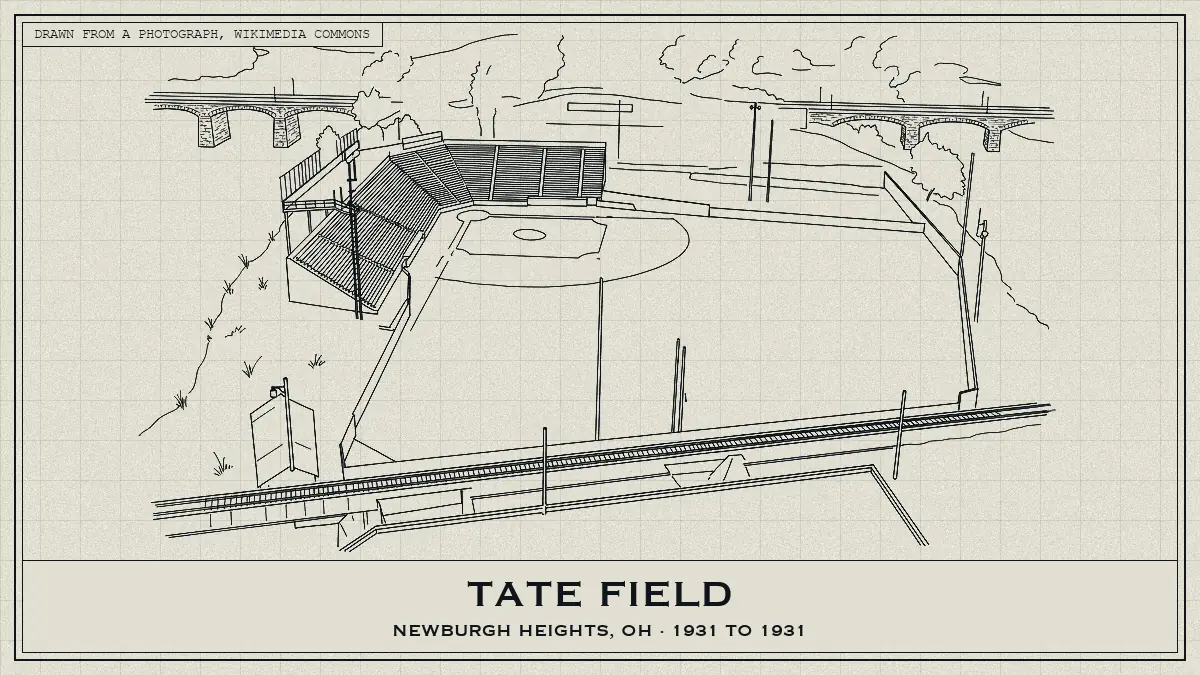 DRAWN FROM A PHOTOGRAPH, WIKIMEDIA COMMONS
TATE FIELD
NEWBURGH HEIGHTS, OH · 1931 TO 1931